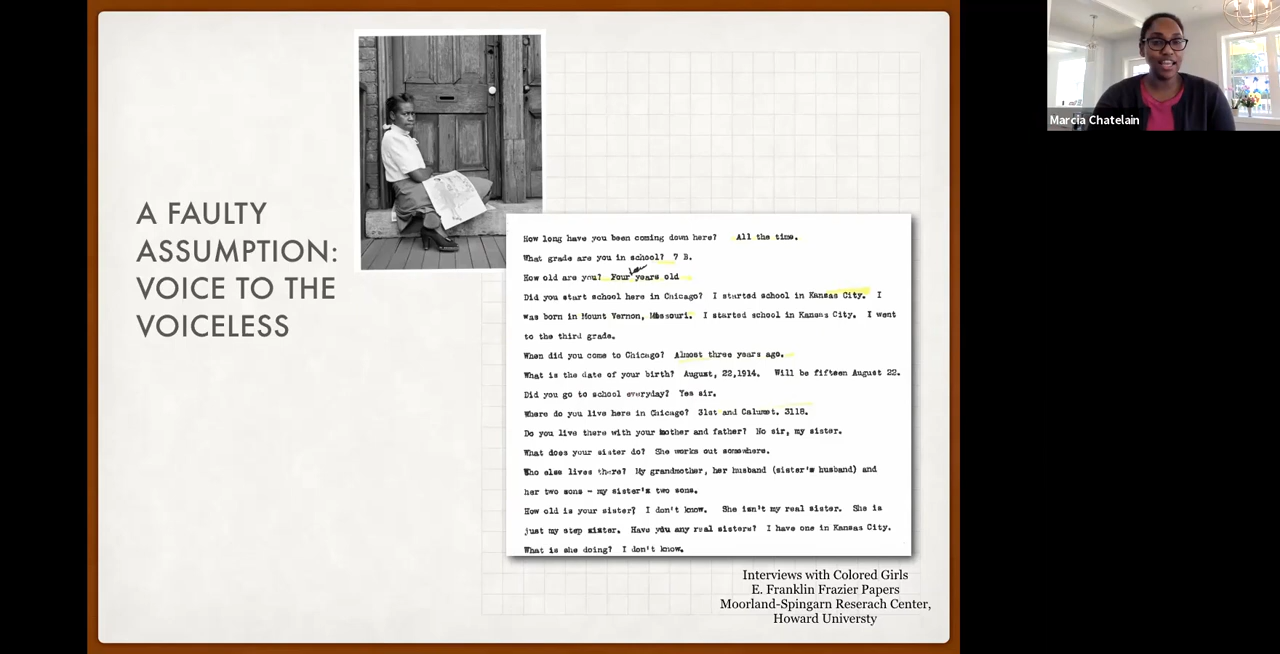 A FAULTY
ASSUMPTION:
VOICE TO THE
VOICELESS
How long have you been coming down here? All the time.
What grade are you in school? 7 B.
How old are you? Four years old
Did you start school here in Chicago? I started school in Kansas City. I
was born in Mount Vernon, Missouri. I started school in Kansas City. I went
to the third grade.
When did you come to Chicago? Almost three years ago.
What is the date of your birth? August, 22,1914. Will be fifteen August 22.
Did you go to school everyday? Yes sir.
Where do you live here in Chicago? 31st and Calumet. 3118.
Do you live there with your mother and father? No sir, my sister.
What does your sister do? She works out somewhere.
Who else lives there? My grandmother, her husband (sister's husband) and
her two sons - my sister's two sons.
How old is your sister? I don't know. She isn't my real sister. She is
just my step sister. Have you any real sisters? I have one in Kansas City.
What is she doing? I don't know.
Interviews with Colored Girls
E. Franklin Frazier Papers
Moorland-Spingarn Reserach Center,
Howard Universty
Marcia Chatelain